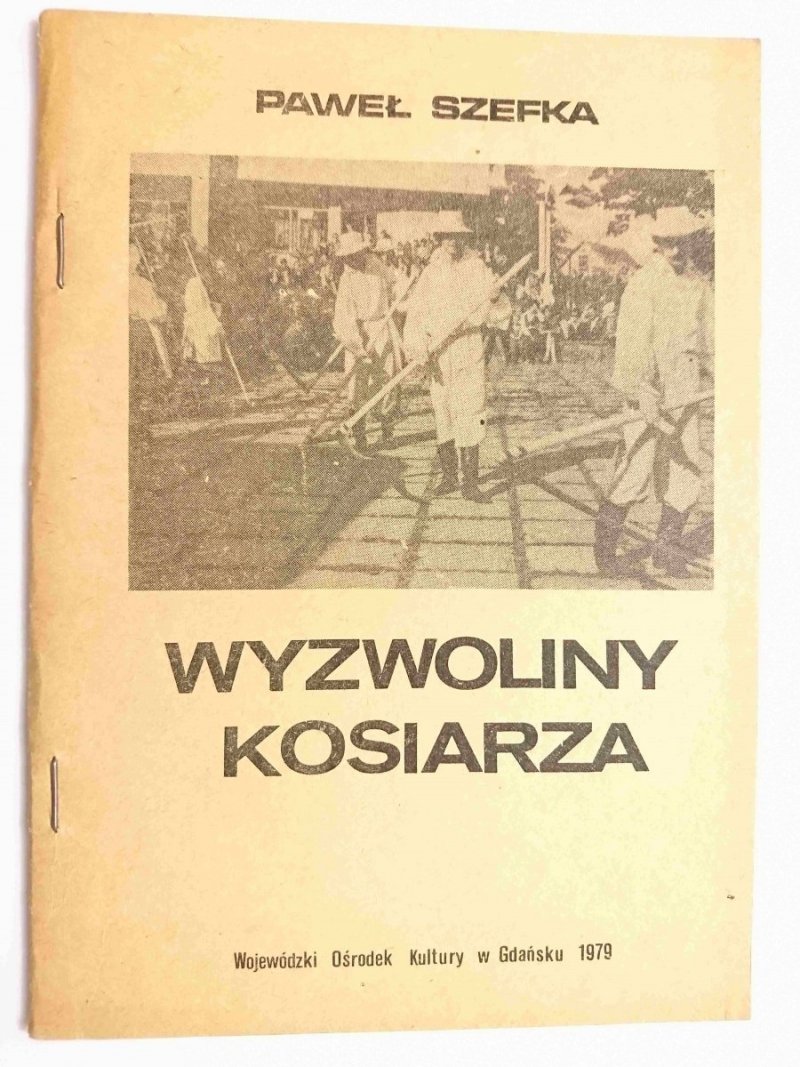 PAWEŁ SZEFKA
WYZWOLINY
KOSIARZA
Wojewódzki Ośrodek Kultury w Gdańsku 1979